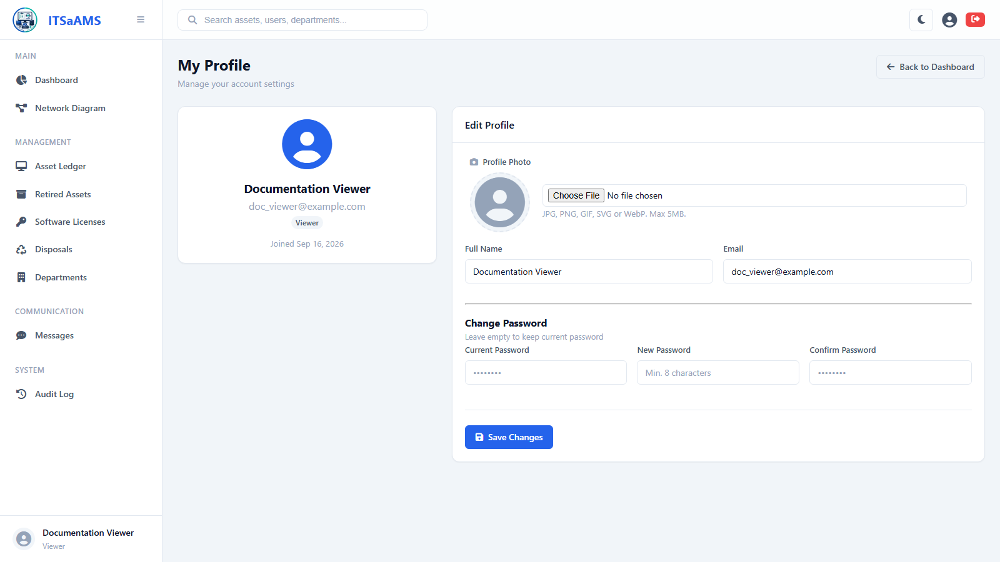 ITSaAMS
Search assets, users, departments...
MAIN
Dashboard
Network Diagram
MANAGEMENT
Asset Ledger
Retired Assets
Software Licenses
Disposals
Departments
COMMUNICATION
Messages
SYSTEM
Audit Log
Documentation Viewer
Viewer
My Profile
Manage your account settings
Back to Dashboard
Documentation Viewer
doc_viewer@example.com
Viewer
Joined Sep 16, 2026
Edit Profile
Profile Photo
Choose File No file chosen
JPG, PNG, GIF, SVG or WebP. Max 5MB.
Full Name
Documentation Viewer
Email
doc_viewer@example.com
Change Password
Leave empty to keep current password
Current Password
••••••••
New Password
Min. 8 characters
Confirm Password
••••••••
Save Changes